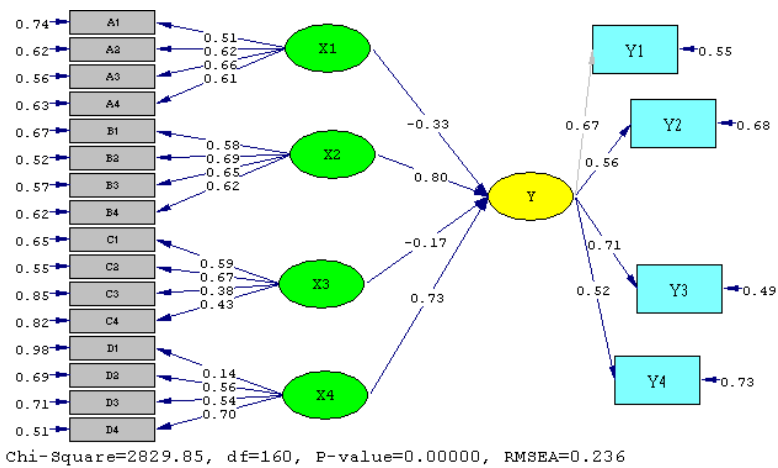 0.74 A1
0.51
0.62 A2
0.62
0.56 A3
0.66
0.63 A4
0.61
X1
0.67 B1
0.58
0.52 B2
0.69
0.57 B3
0.65
0.62 B4
0.62
X2
0.65 C1
0.59
0.55 C2
0.67
0.85 C3
0.38
0.82 C4
0.43
X3
0.98 D1
0.14
0.69 D2
0.56
0.71 D3
0.54
0.51 D4
0.70
X4
-0.33
0.80
-0.17
0.73
Y
0.67
Y1 0.55
0.56
Y2 0.68
0.71
Y3 0.49
0.52
Y4 0.73
Chi-Square=2829.85, df=160, P-value=0.00000, RMSEA=0.236